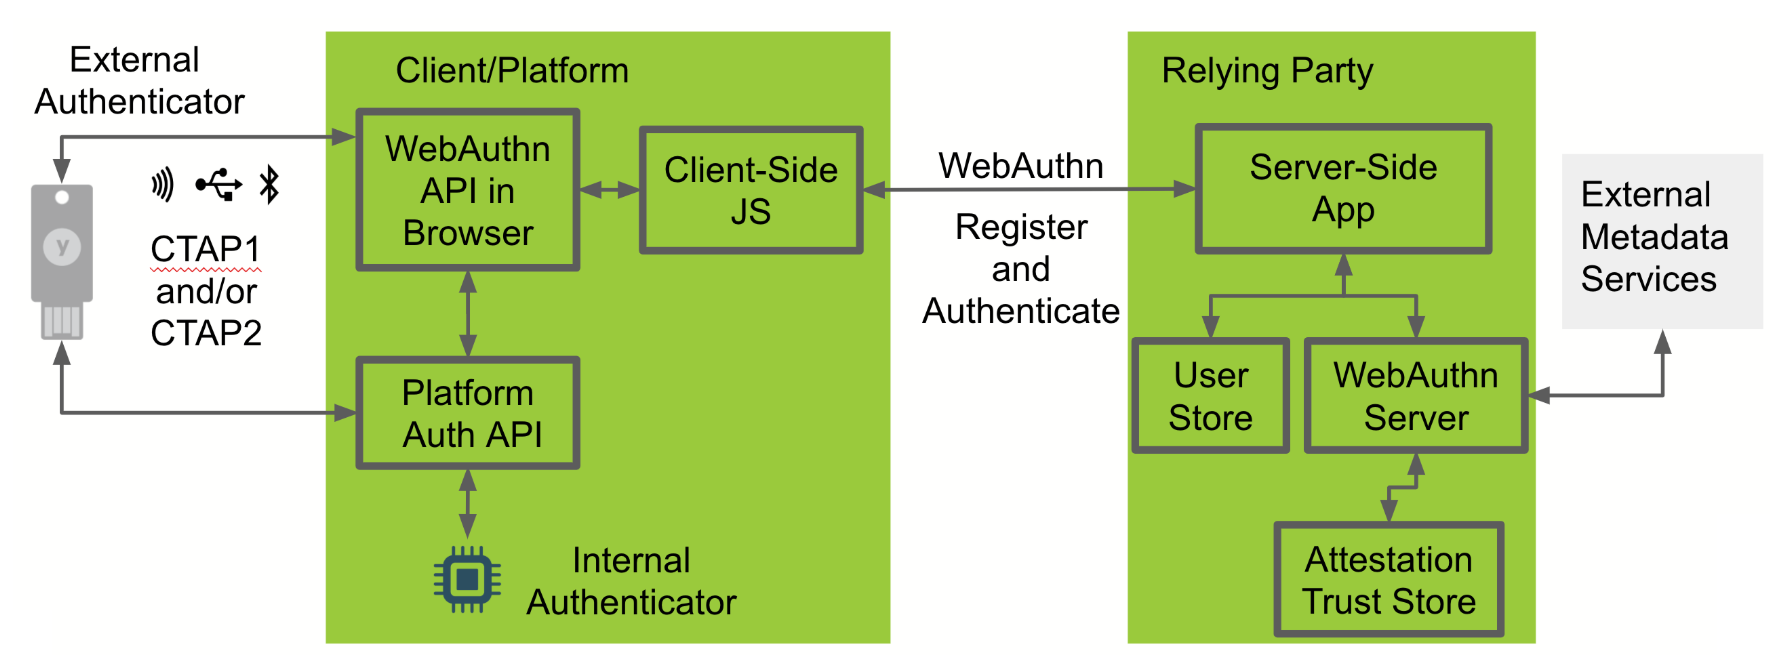 External
Authenticator
y
CTAP1
and/or
CTAP2
Client/Platform
WebAuthn
API in
Browser
Client-Side
JS
Platform
Auth API
Internal
Authenticator
WebAuthn
Register
and
Authenticate
Relying Party
Server-Side
App
User
Store
WebAuthn
Server
Attestation
Trust Store
External
Metadata
Services